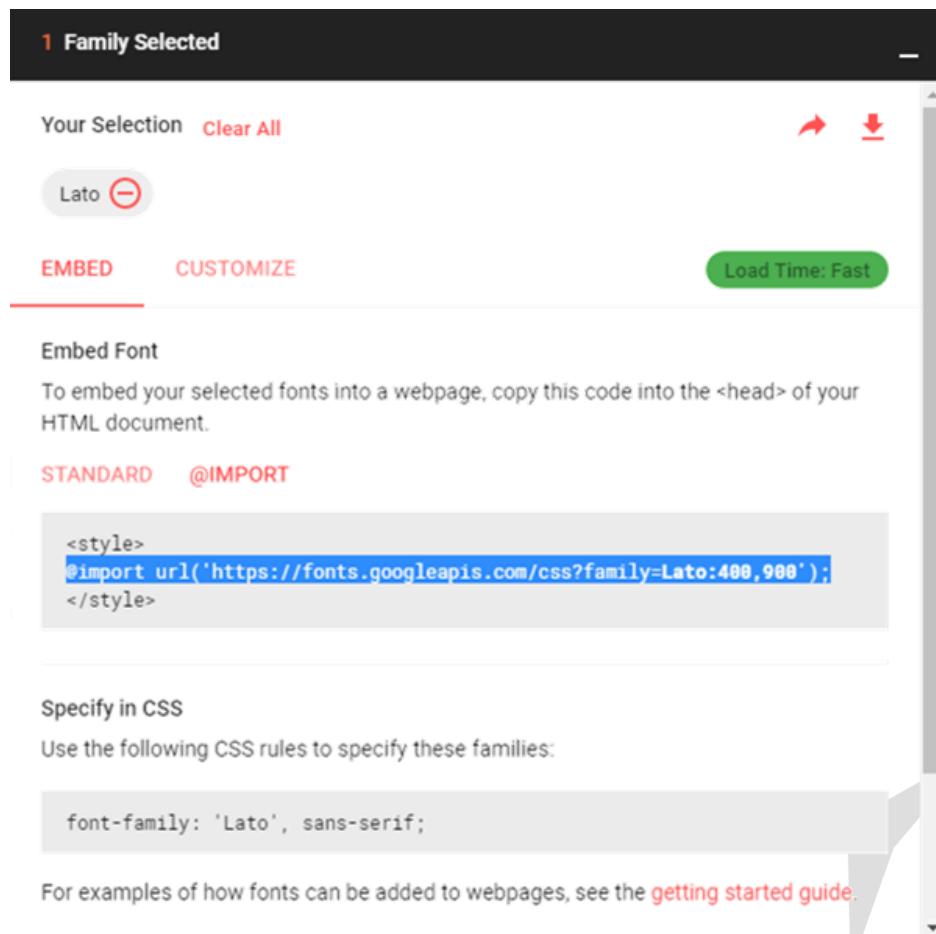 1 Family Selected
Your Selection Clear All
Lato
EMBED CUSTOMIZE Load Time: Fast
Embed Font
To embed your selected fonts into a webpage, copy this code into the <head> of your
HTML document.
STANDARD @IMPORT
<style>
@import url('https://fonts.googleapis.com/css?family=Lato:400,900');
</style>
Specify in CSS
Use the following CSS rules to specify these families:
font-family: 'Lato', sans-serif;
For examples of how fonts can be added to webpages, see the getting started guide.